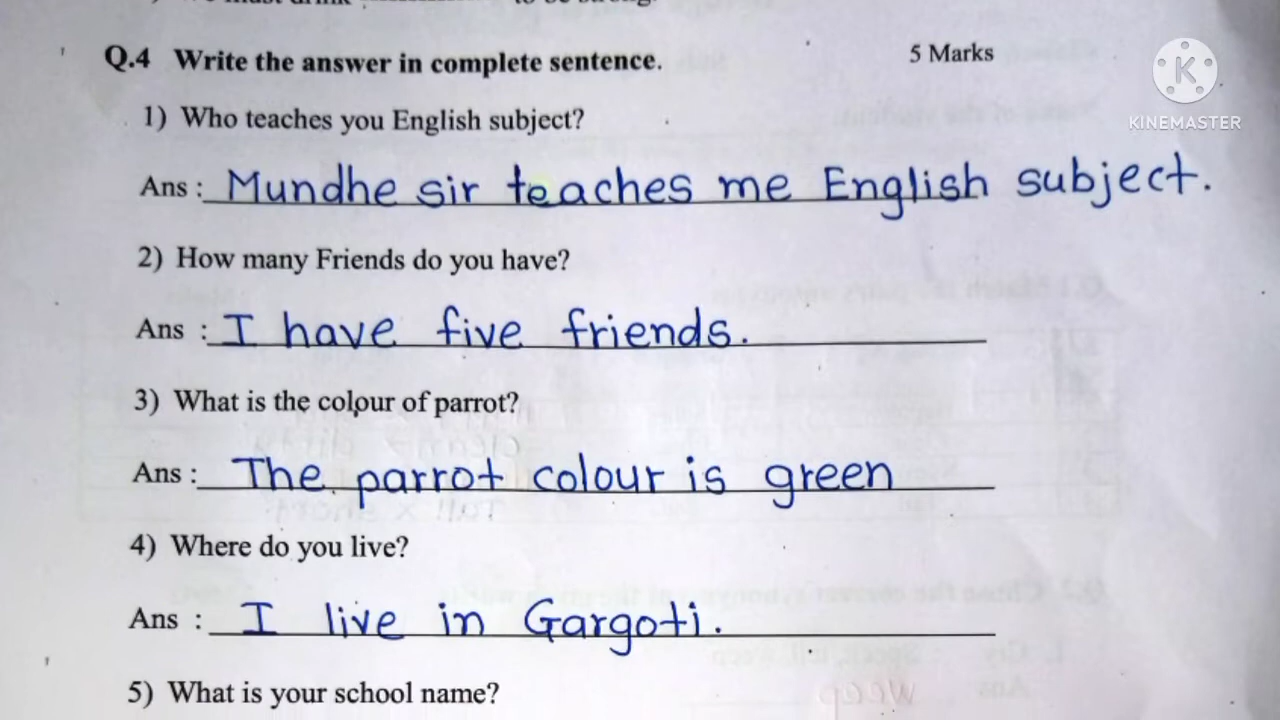 Q.4 Write the answer in complete sentence. 5 Marks
KINEMASTER
1) Who teaches you English subject?
Ans : Mundhe sir teaches me English subject.
2) How many Friends do you have?
Ans : I have five friends.
3) What is the colour of parrot?
Ans : The parrot colour is green
4) Where do you live?
Ans : I live in Gargoti.
5) What is your school name?